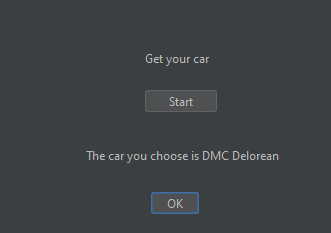 Get your car
Start
The car you choose is DMC Delorean
OK